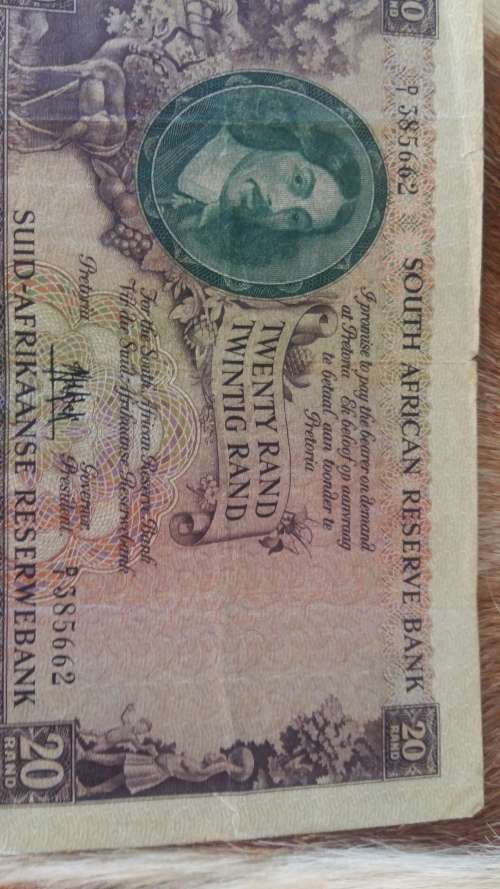 20
RAND
D/1 385662
SOUTH AFRICAN RESERVE BANK
20
RAND
I promise to pay the bearer on demand
at Pretoria Ek beloof op aanvraag
te betaal aan toonder te
Pretoria
TWENTY RAND
TWINTIG RAND
For the South African Reserve Bank
Vir die Suid-Afrikaanse Reserwebank
Pretoria
Governor
President
D/1 385662
SUID-AFRIKAANSE RESERWEBANK
20
RAND